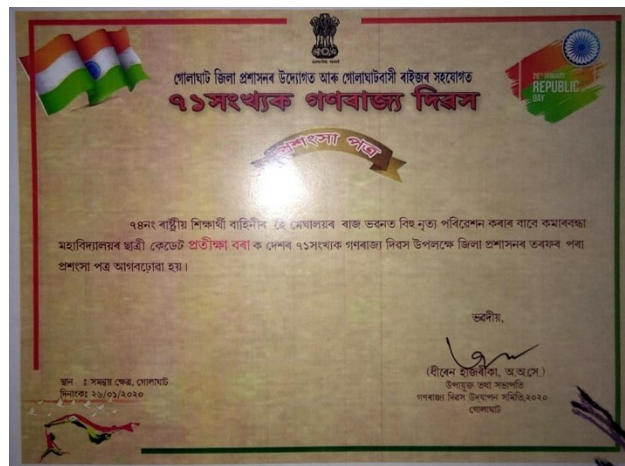 গোলাঘাট জিলা প্ৰশাসনৰ উদ্যোগত আৰু গোলাঘাটবাসী ৰাইজৰ সহযোগত
৭১সংখ্যক গণৰাজ্য দিৱস
26TH JANUARY
REPUBLIC
DAY
প্ৰশংসা পত্ৰ
৭৪নং ৰাষ্ট্ৰীয় শিক্ষাৰ্থী বাহিনীৰ হৈ মেঘালয়ৰ ৰাজ ভৱনত বিহু নৃত্য পৰিৱেশন কৰাৰ বাবে কমাৰবন্ধা
মহাবিদ্যালয়ৰ ছাত্ৰী কেডেট প্ৰতীক্ষা বৰা ক দেশৰ ৭১সংখ্যক গণৰাজ্য দিৱস উপলক্ষে জিলা প্ৰশাসনৰ তৰফৰ পৰা
প্ৰশংসা পত্ৰ আগবঢ়োৱা হয়।
ভৱদীয়,
(ধীৰেন হাজৰীকা, অ.অ.সে.)
উপায়ুক্ত তথা সভাপতি
গণৰাজ্য দিৱস উদযাপন সমিতি,২০২০
গোলাঘাট
স্থান : সমন্বয় ক্ষেত্ৰ, গোলাঘাট
দিনাংকঃ ২৬/০১/২০২০